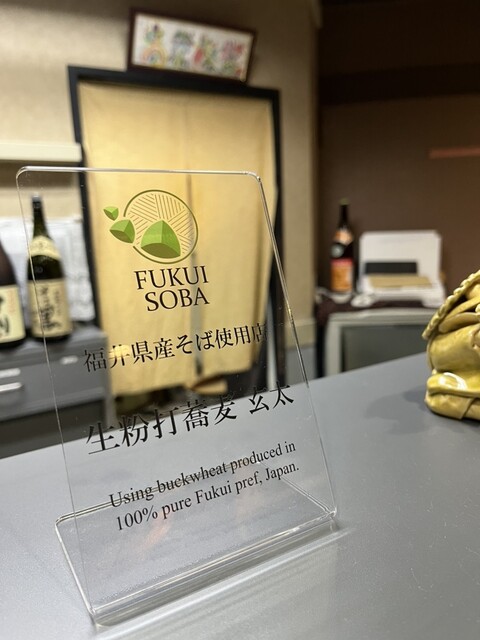 FUKUI
SOBA
福井県産そば使用店
生粉打蕎麦 玄太
Using buckwheat produced in
100% pure Fukui pref, Japan.